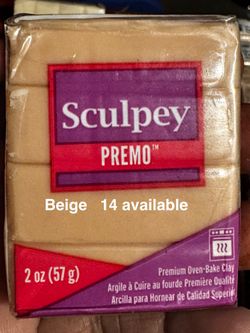 Sculpey
PREMO™
Beige 14 available
2 oz (57 g)
Premium Oven-Bake Clay
Argile à Cuire au fourde Première Qualité
Arcilla para Hornear de Calidad Superior